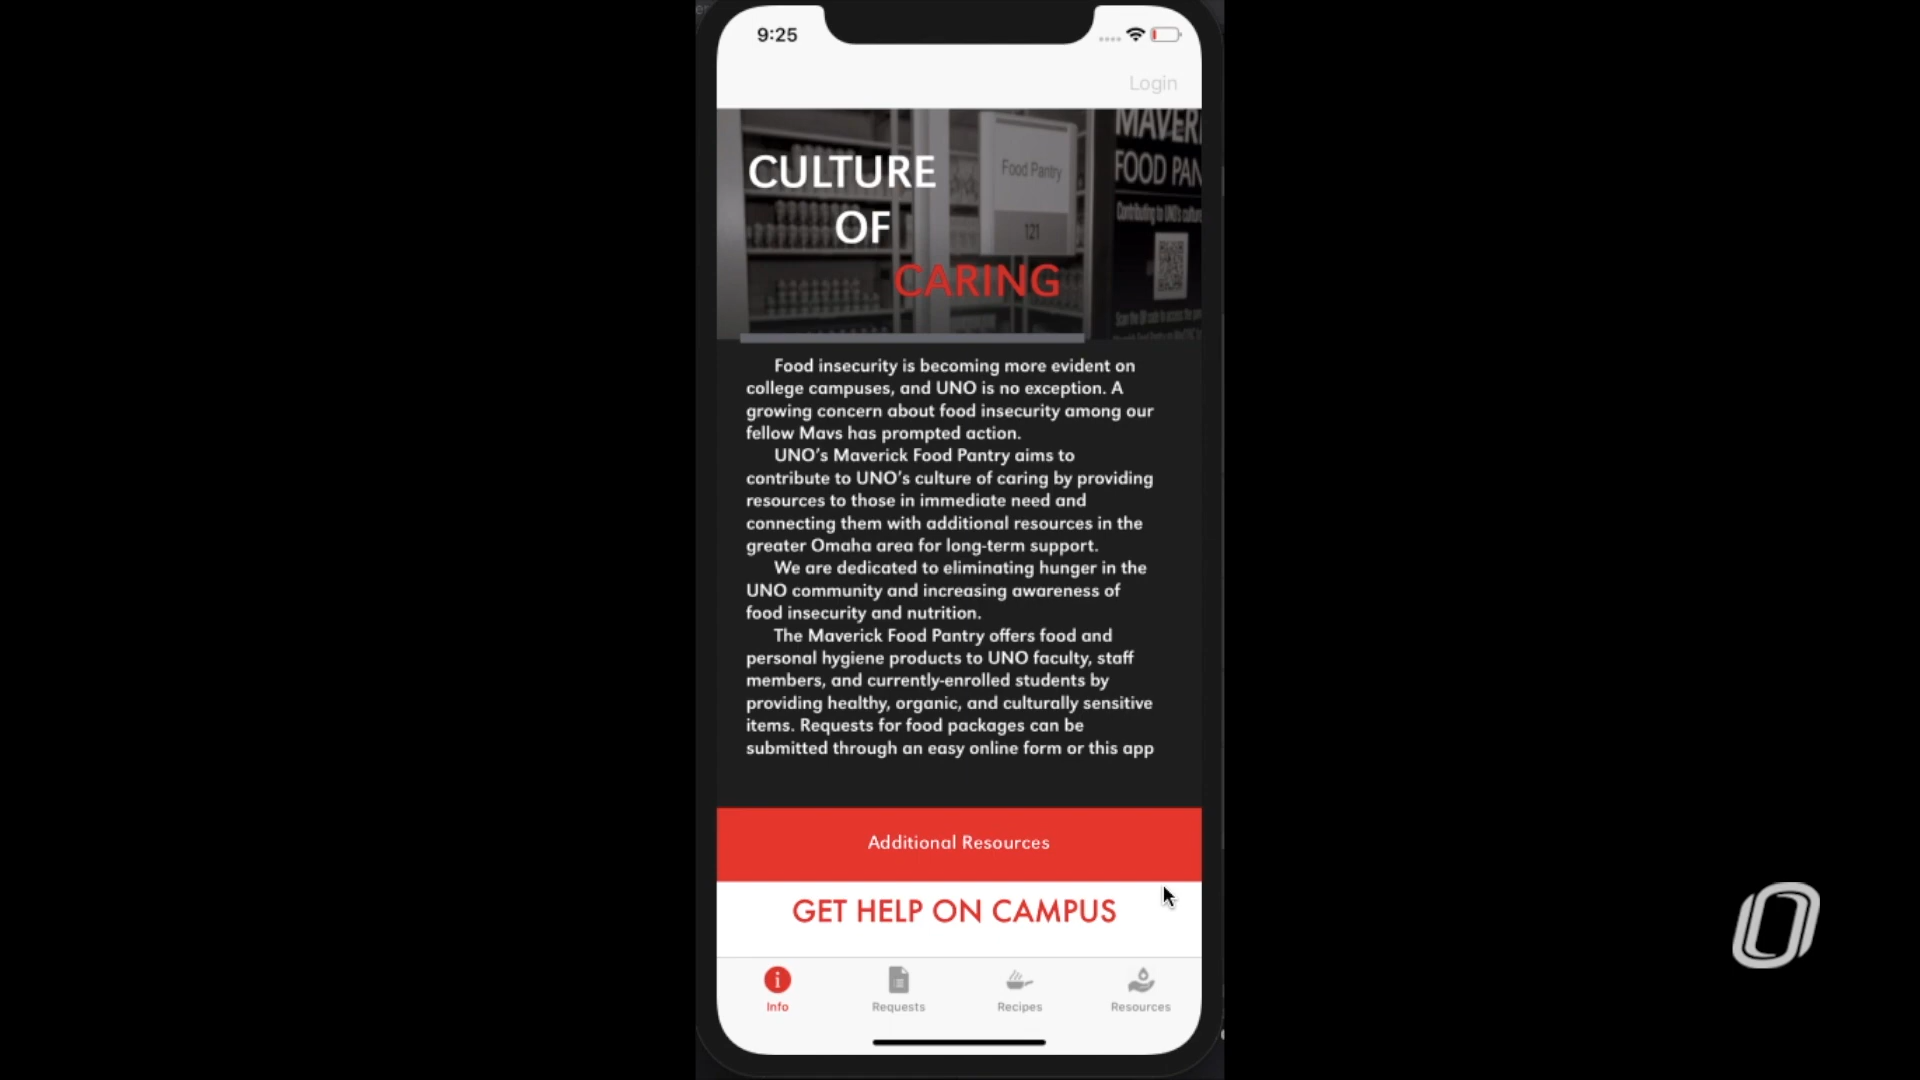 9:25
Login
CULTURE
OF
CARING
Food Pantry
121
MAVER
FOOD PAN
Contributing to UNO's cultur
Food insecurity is becoming more evident on
college campuses, and UNO is no exception. A
growing concern about food insecurity among our
fellow Mavs has prompted action.
UNO’s Maverick Food Pantry aims to
contribute to UNO’s culture of caring by providing
resources to those in immediate need and
connecting them with additional resources in the
greater Omaha area for long-term support.
We are dedicated to eliminating hunger in the
UNO community and increasing awareness of
food insecurity and nutrition.
The Maverick Food Pantry offers food and
personal hygiene products to UNO faculty, staff
members, and currently-enrolled students by
providing healthy, organic, and culturally sensitive
items. Requests for food packages can be
submitted through an easy online form or this app
Additional Resources
GET HELP ON CAMPUS
Info
Requests
Recipes
Resources